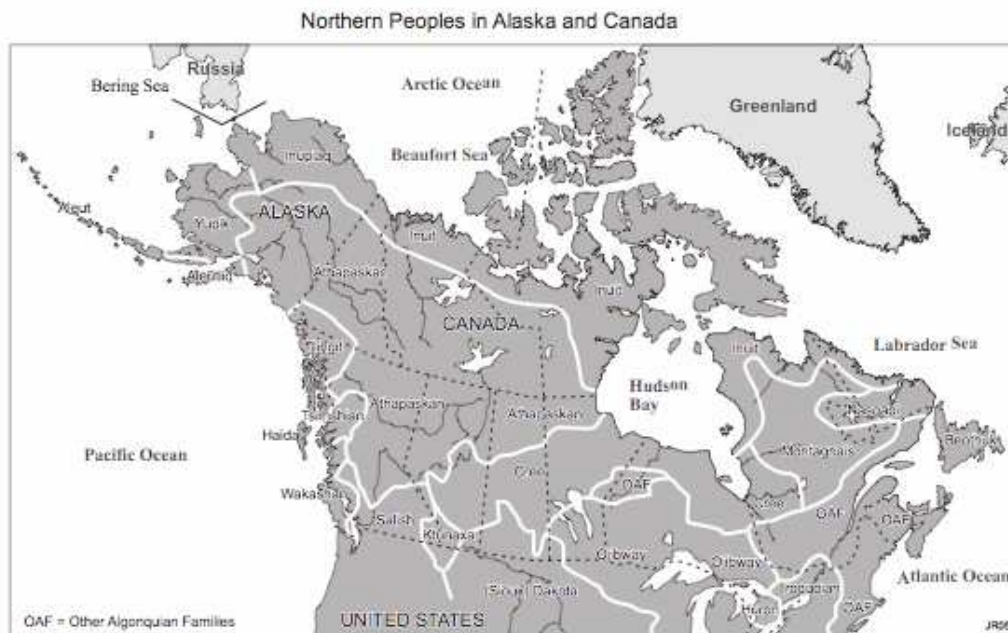 Northern Peoples in Alaska and Canada
Russia
Bering Sea
Arctic Ocean
Greenland
Iceland
Beaufort Sea
Inupiaq
Aleut
Yupik
ALASKA
Inuit
Alentiq
Athapaskan
Inuit
CANADA
Labrador Sea
Tlingit
Inuit
Hudson
Bay
Athapaskan
Athapaskan
Naspapi
Tsimshian
Haida
Montagnais
Beothuk
Pacific Ocean
Cree
OAF
Wakashan
Cree
OAF
OAF
Salish
Ktunaxa
Ojibway
Ojibway
Iroquoian
Atlantic Ocean
(Sioux) Dakota
Huron
OAF
OAF = Other Algonquian Families
UNITED STATES